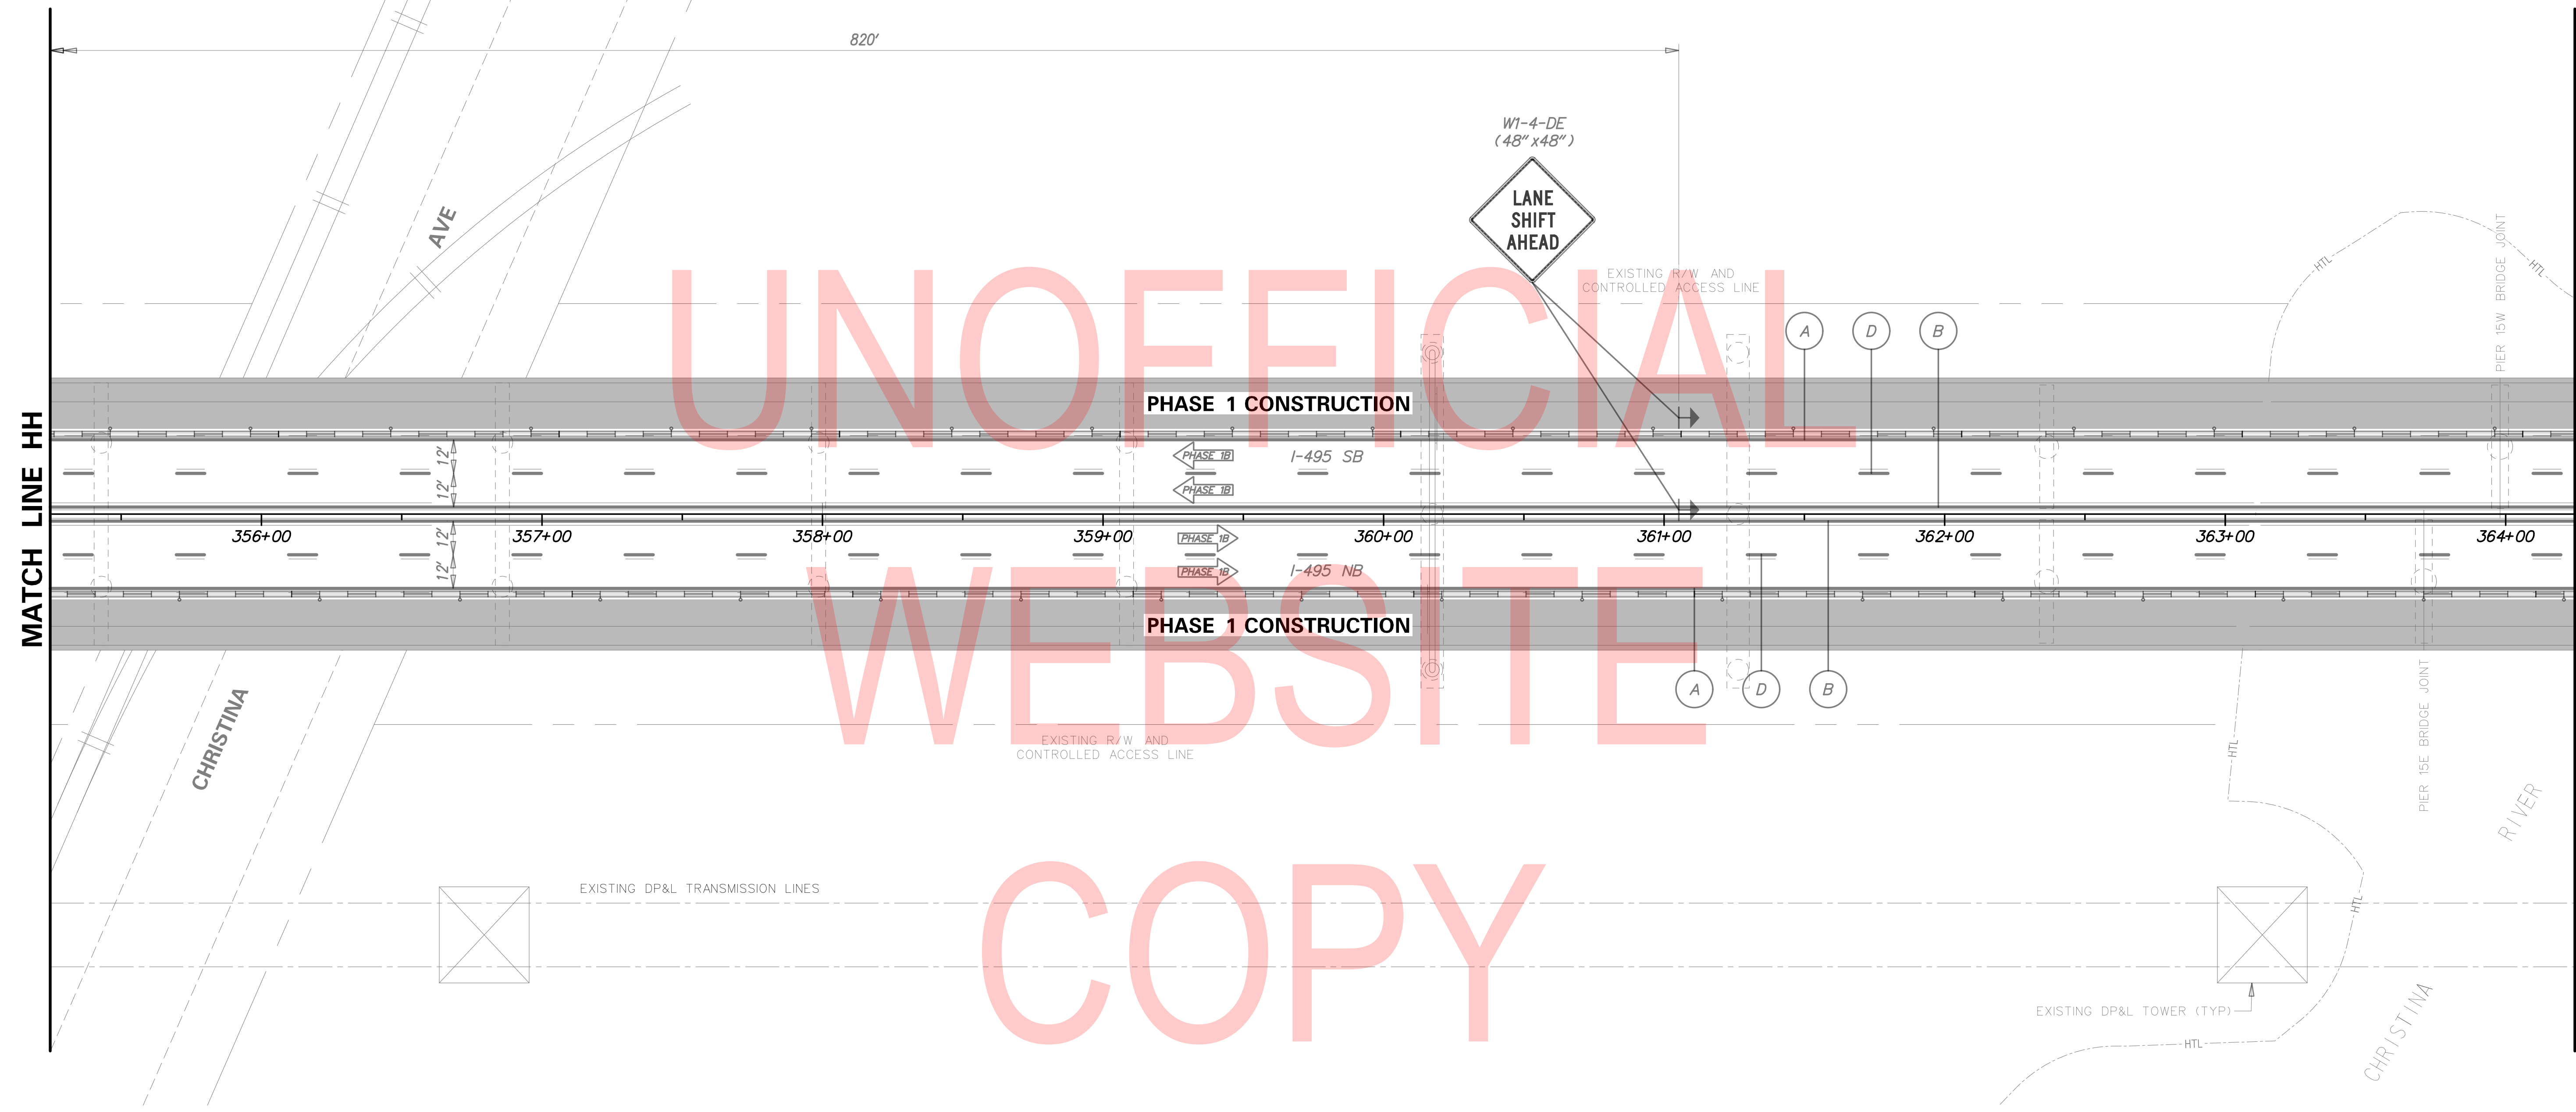 820'
W1-4-DE
(48"x48")
LANE
SHIFT
AHEAD
AVE
EXISTING R/W AND
CONTROLLED ACCESS LINE
HTL
HTL
PIER 15W BRIDGE JOINT
A
D
B
UNOFFICIAL
PHASE 1 CONSTRUCTION
MATCH LINE HH
12'
12'
PHASE 1B
I-495 SB
PHASE 1B
356+00
357+00
358+00
359+00
360+00
361+00
362+00
363+00
364+00
12'
12'
PHASE 1B
PHASE 1B
I-495 NB
PHASE 1 CONSTRUCTION
WEBSITE
A
D
B
CHRISTINA
EXISTING R/W AND
CONTROLLED ACCESS LINE
HTL
PIER 15E BRIDGE JOINT
RIVER
EXISTING DP&L TRANSMISSION LINES
COPY
HTL
EXISTING DP&L TOWER (TYP)
HTL
CHRISTINA